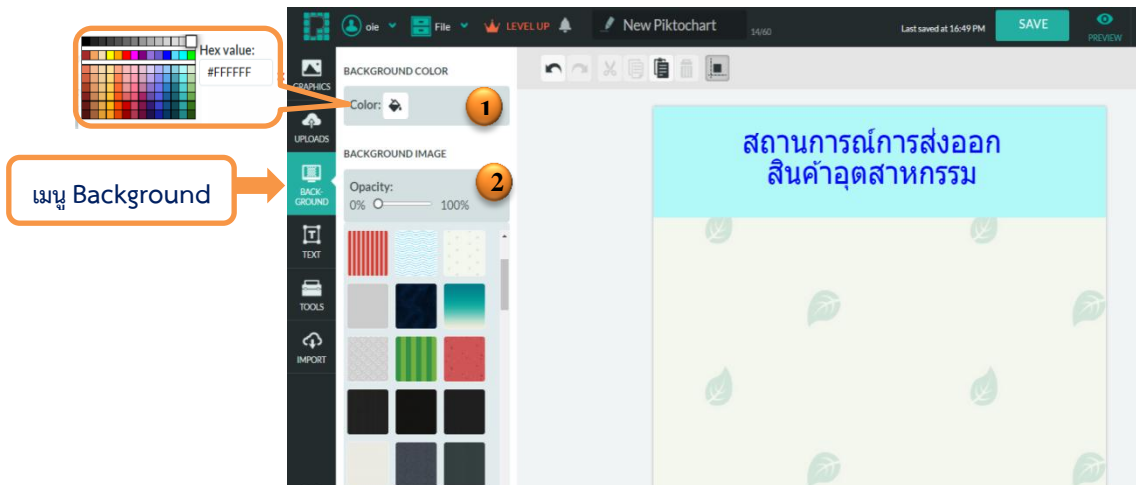 Hex value:
#FFFFFF
เมนู Background
oie
File
LEVEL UP
New Piktochart
14/60
Last saved at 16:49 PM
SAVE
PREVIEW
GRAPHICS
UPLOADS
BACK-
GROUND
TEXT
TOOLS
IMPORT
BACKGROUND COLOR
Color:
1
BACKGROUND IMAGE
Opacity:
2
0% 100%
สถานการณ์การส่งออก
สินค้าอุตสาหกรรม